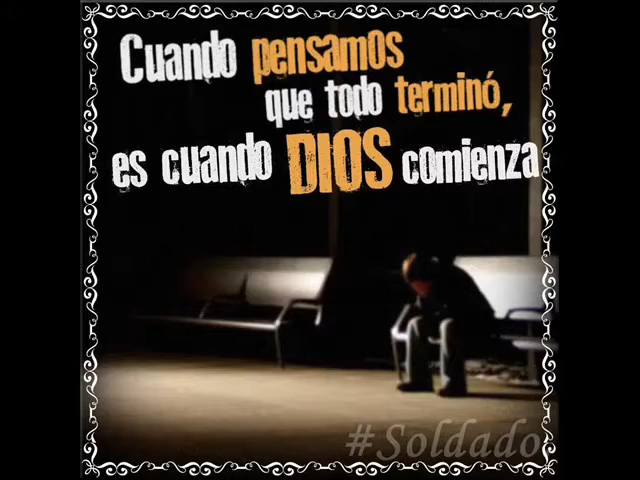 Cuando pensamos
que todo terminó,
es cuando DIOS comienza
#Soldado